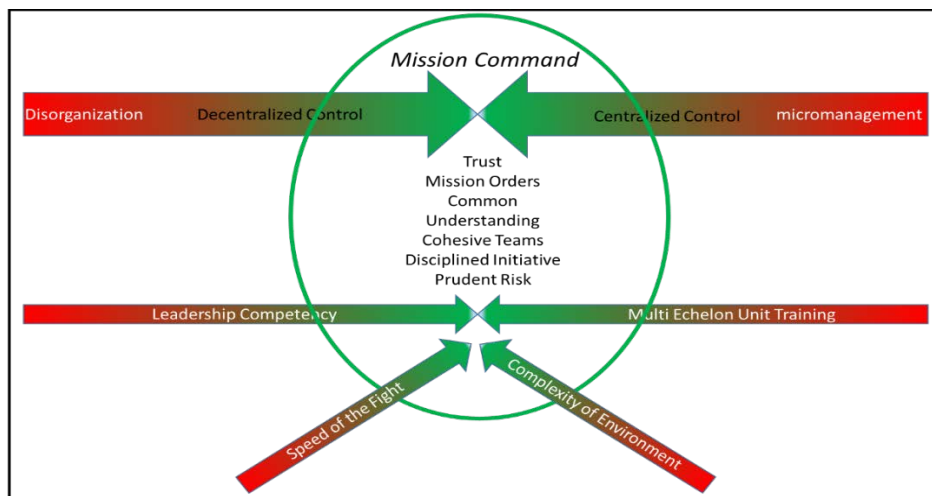 Mission Command
Disorganization
Decentralized Control
Centralized Control
micromanagement
Trust
Mission Orders
Common
Understanding
Cohesive Teams
Disciplined Initiative
Prudent Risk
Leadership Competency
Multi Echelon Unit Training
Speed of the Fight
Complexity of Environment